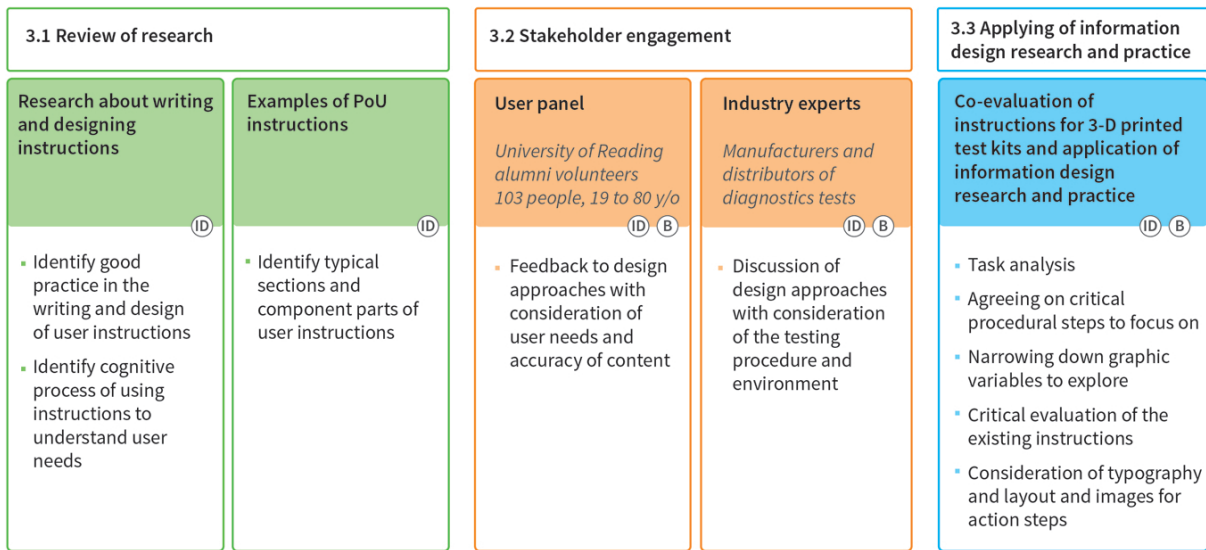 3.1 Review of research
Research about writing
and designing
instructions
ID
▪ Identify good
practice in the
writing and design
of user instructions
▪ Identify cognitive
process of using
instructions to
understand user
needs
Examples of PoU
instructions
ID
▪ Identify typical
sections and
component parts of
user instructions
3.2 Stakeholder engagement
User panel
University of Reading
alumni volunteers
103 people, 19 to 80 y/o
ID B
▪ Feedback to design
approaches with
consideration of
user needs and
accuracy of content
Industry experts
Manufacturers and
distributors of
diagnostics tests
ID B
▪ Discussion of
design approaches
with consideration
of the testing
procedure and
environment
3.3 Applying of information
design research and practice
Co-evaluation of
instructions for 3-D printed
test kits and application of
information design
research and practice
ID B
▪ Task analysis
▪ Agreeing on critical
procedural steps to focus on
▪ Narrowing down graphic
variables to explore
▪ Critical evaluation of the
existing instructions
▪ Consideration of typography
and layout and images for
action steps